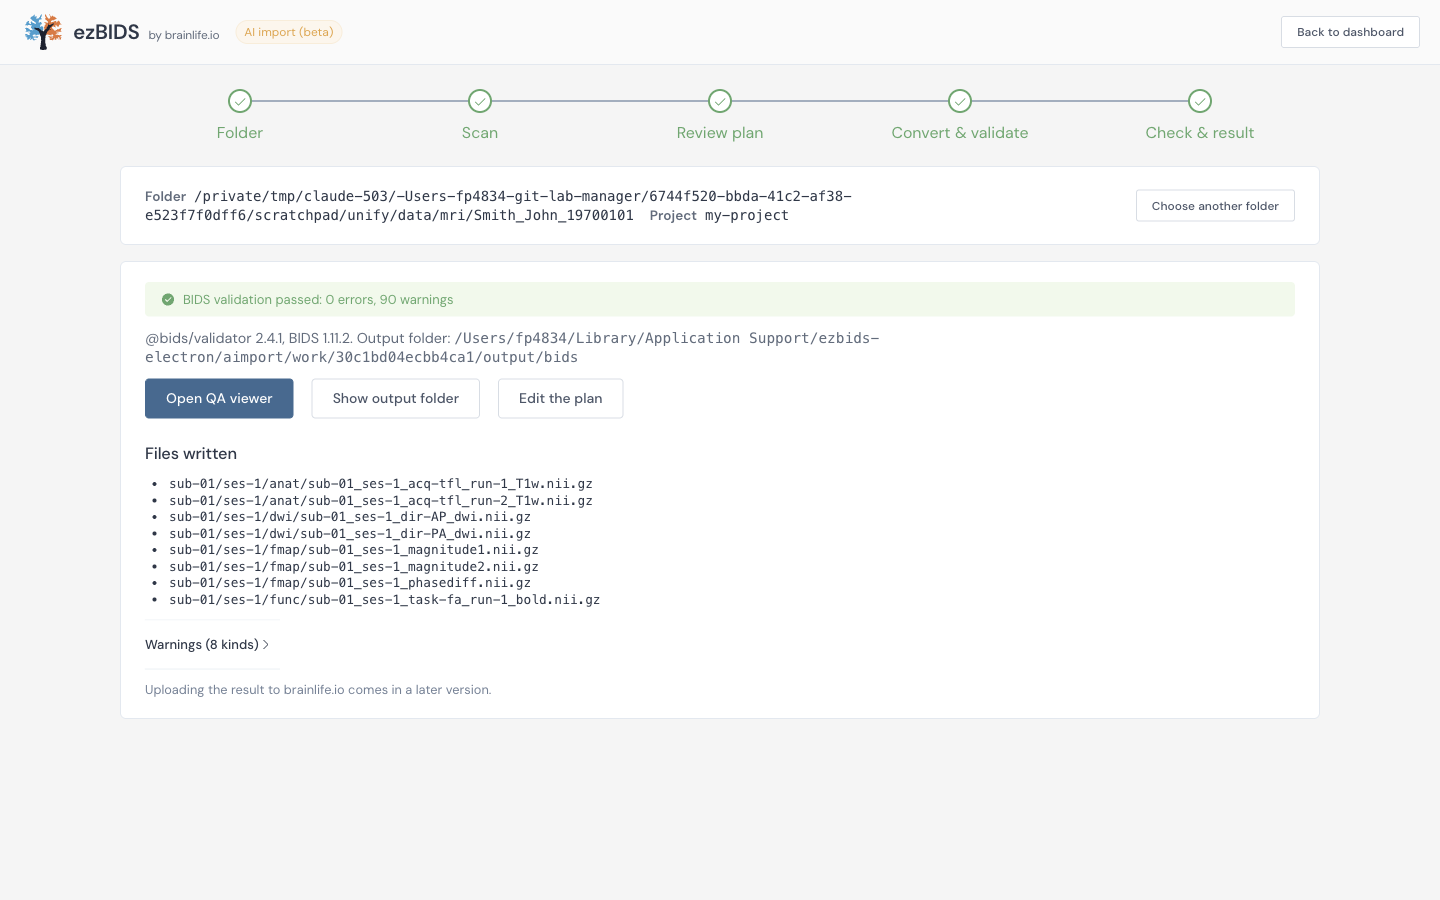 ezBIDS by brainlife.io AI import (beta) Back to dashboard
Folder Scan Review plan Convert & validate Check & result
Folder /private/tmp/claude-503/-Users-fp4834-git-lab-manager/6744f520-bbda-41c2-af38-
e523f7f0dff6/scratchpad/unify/data/mri/Smith_John_19700101 Project my-project
Choose another folder
BIDS validation passed: 0 errors, 90 warnings
@bids/validator 2.4.1, BIDS 1.11.2. Output folder: /Users/fp4834/Library/Application Support/ezbids-
electron/aimport/work/30c1bd04ecbb4ca1/output/bids
Open QA viewer Show output folder Edit the plan
Files written
• sub-01/ses-1/anat/sub-01_ses-1_acq-tfl_run-1_T1w.nii.gz
• sub-01/ses-1/anat/sub-01_ses-1_acq-tfl_run-2_T1w.nii.gz
• sub-01/ses-1/dwi/sub-01_ses-1_dir-AP_dwi.nii.gz
• sub-01/ses-1/dwi/sub-01_ses-1_dir-PA_dwi.nii.gz
• sub-01/ses-1/fmap/sub-01_ses-1_magnitude1.nii.gz
• sub-01/ses-1/fmap/sub-01_ses-1_magnitude2.nii.gz
• sub-01/ses-1/fmap/sub-01_ses-1_phasediff.nii.gz
• sub-01/ses-1/func/sub-01_ses-1_task-fa_run-1_bold.nii.gz
Warnings (8 kinds)
Uploading the result to brainlife.io comes in a later version.